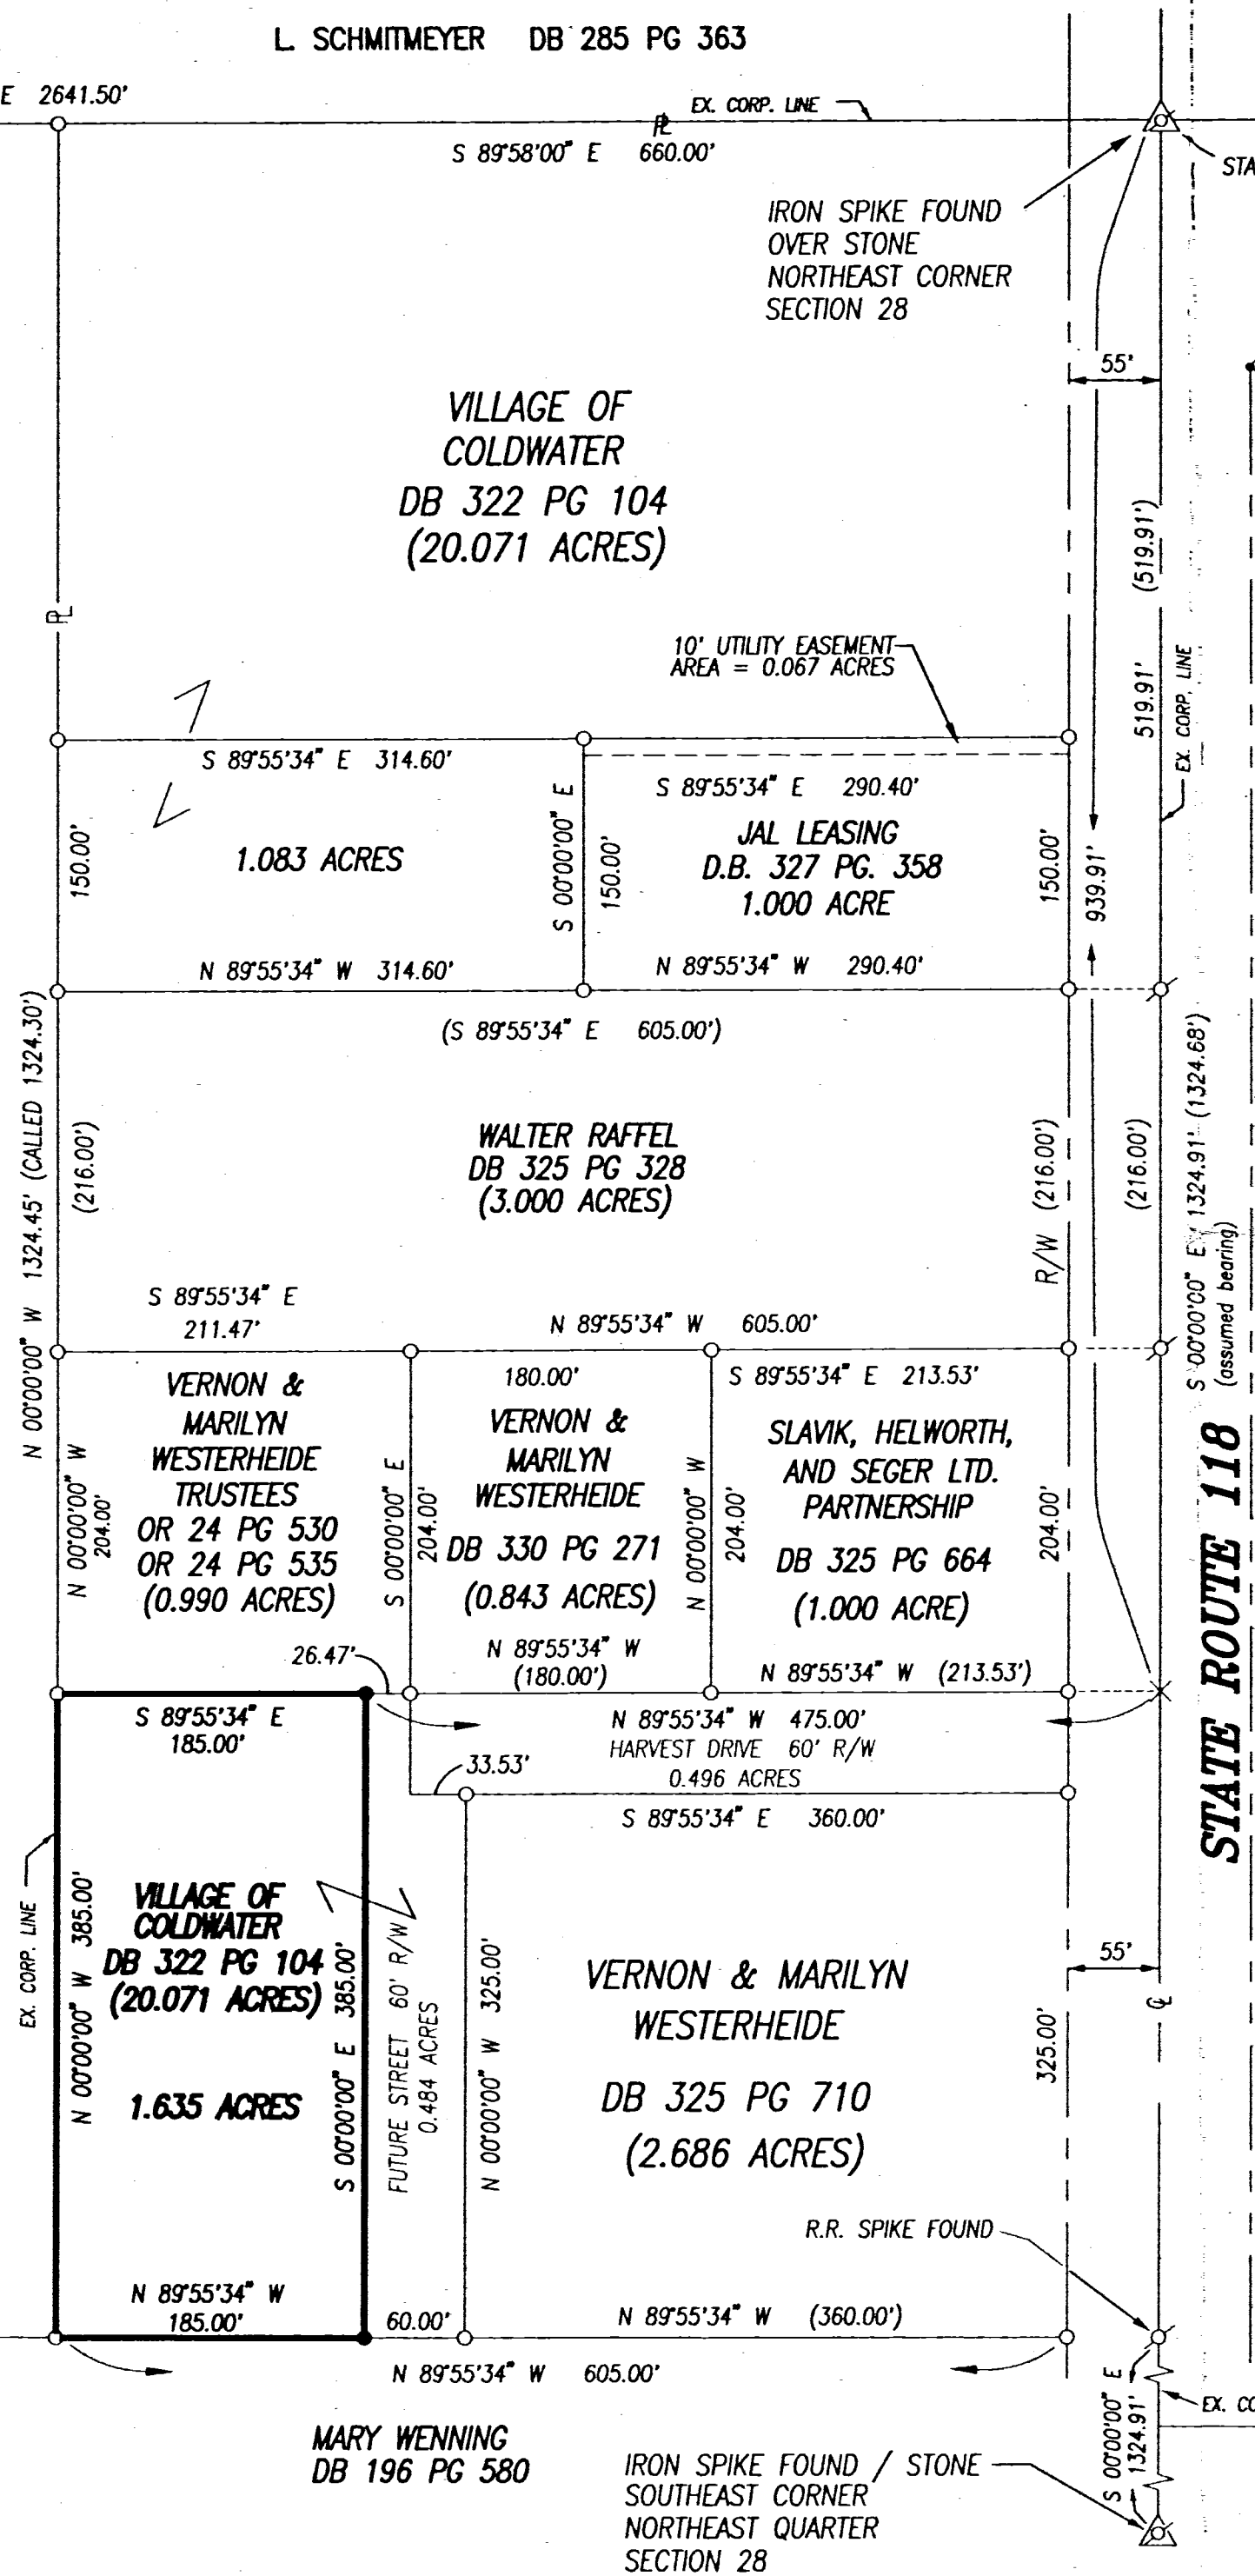 L. SCHMITMEYER DB 285 PG 363
E 2641.50'
EX. CORP. LINE
PL
S 89°58'00" E 660.00'
STA
IRON SPIKE FOUND
OVER STONE
NORTHEAST CORNER
SECTION 28
55'
VILLAGE OF
COLDWATER
DB 322 PG 104
(20.071 ACRES)
519.91' (519.91')
PL
10' UTILITY EASEMENT
AREA = 0.067 ACRES
EX. CORP. LINE
S 89°55'34" E 314.60'
S 89°55'34" E 290.40'
150.00'
1.083 ACRES
S 00°00'00" E
150.00'
JAL LEASING
D.B. 327 PG. 358
1.000 ACRE
150.00'
939.91'
N 89°55'34" W 314.60'
N 89°55'34" W 290.40'
(S 89°55'34" E 605.00')
N 00°00'00" W 1324.45' (CALLED 1324.30')
(216.00')
WALTER RAFFEL
DB 325 PG 328
(3.000 ACRES)
R/W (216.00')
(216.00')
S 00°00'00" E 1324.91' (1324.68')
(assumed bearing)
S 89°55'34" E
211.47'
N 89°55'34" W 605.00'
180.00'
S 89°55'34" E 213.53'
VERNON &
MARILYN
WESTERHEIDE
TRUSTEES
OR 24 PG 530
OR 24 PG 535
(0.990 ACRES)
N 00°00'00" W
204.00'
S 00°00'00" E
204.00'
VERNON &
MARILYN
WESTERHEIDE
DB 330 PG 271
(0.843 ACRES)
N 00°00'00" W
204.00'
SLAVIK, HELWORTH,
AND SEGER LTD.
PARTNERSHIP
DB 325 PG 664
(1.000 ACRE)
204.00'
STATE ROUTE 118
26.47'
N 89°55'34" W
(180.00')
N 89°55'34" W (213.53')
S 89°55'34" E
185.00'
N 89°55'34" W 475.00'
HARVEST DRIVE 60' R/W
0.496 ACRES
33.53'
S 89°55'34" E 360.00'
EX. CORP. LINE
N 00°00'00" W 385.00'
VILLAGE OF
COLDWATER
DB 322 PG 104
(20.071 ACRES)
1.635 ACRES
S 00°00'00" E 385.00'
FUTURE STREET 60' R/W
0.484 ACRES
N 00°00'00" W 325.00'
VERNON & MARILYN
WESTERHEIDE
DB 325 PG 710
(2.686 ACRES)
325.00'
55'
CL
R.R. SPIKE FOUND
N 89°55'34" W
185.00'
60.00'
N 89°55'34" W (360.00')
N 89°55'34" W 605.00'
S 00°00'00" E
1324.91'
EX. CO
MARY WENNING
DB 196 PG 580
IRON SPIKE FOUND / STONE
SOUTHEAST CORNER
NORTHEAST QUARTER
SECTION 28